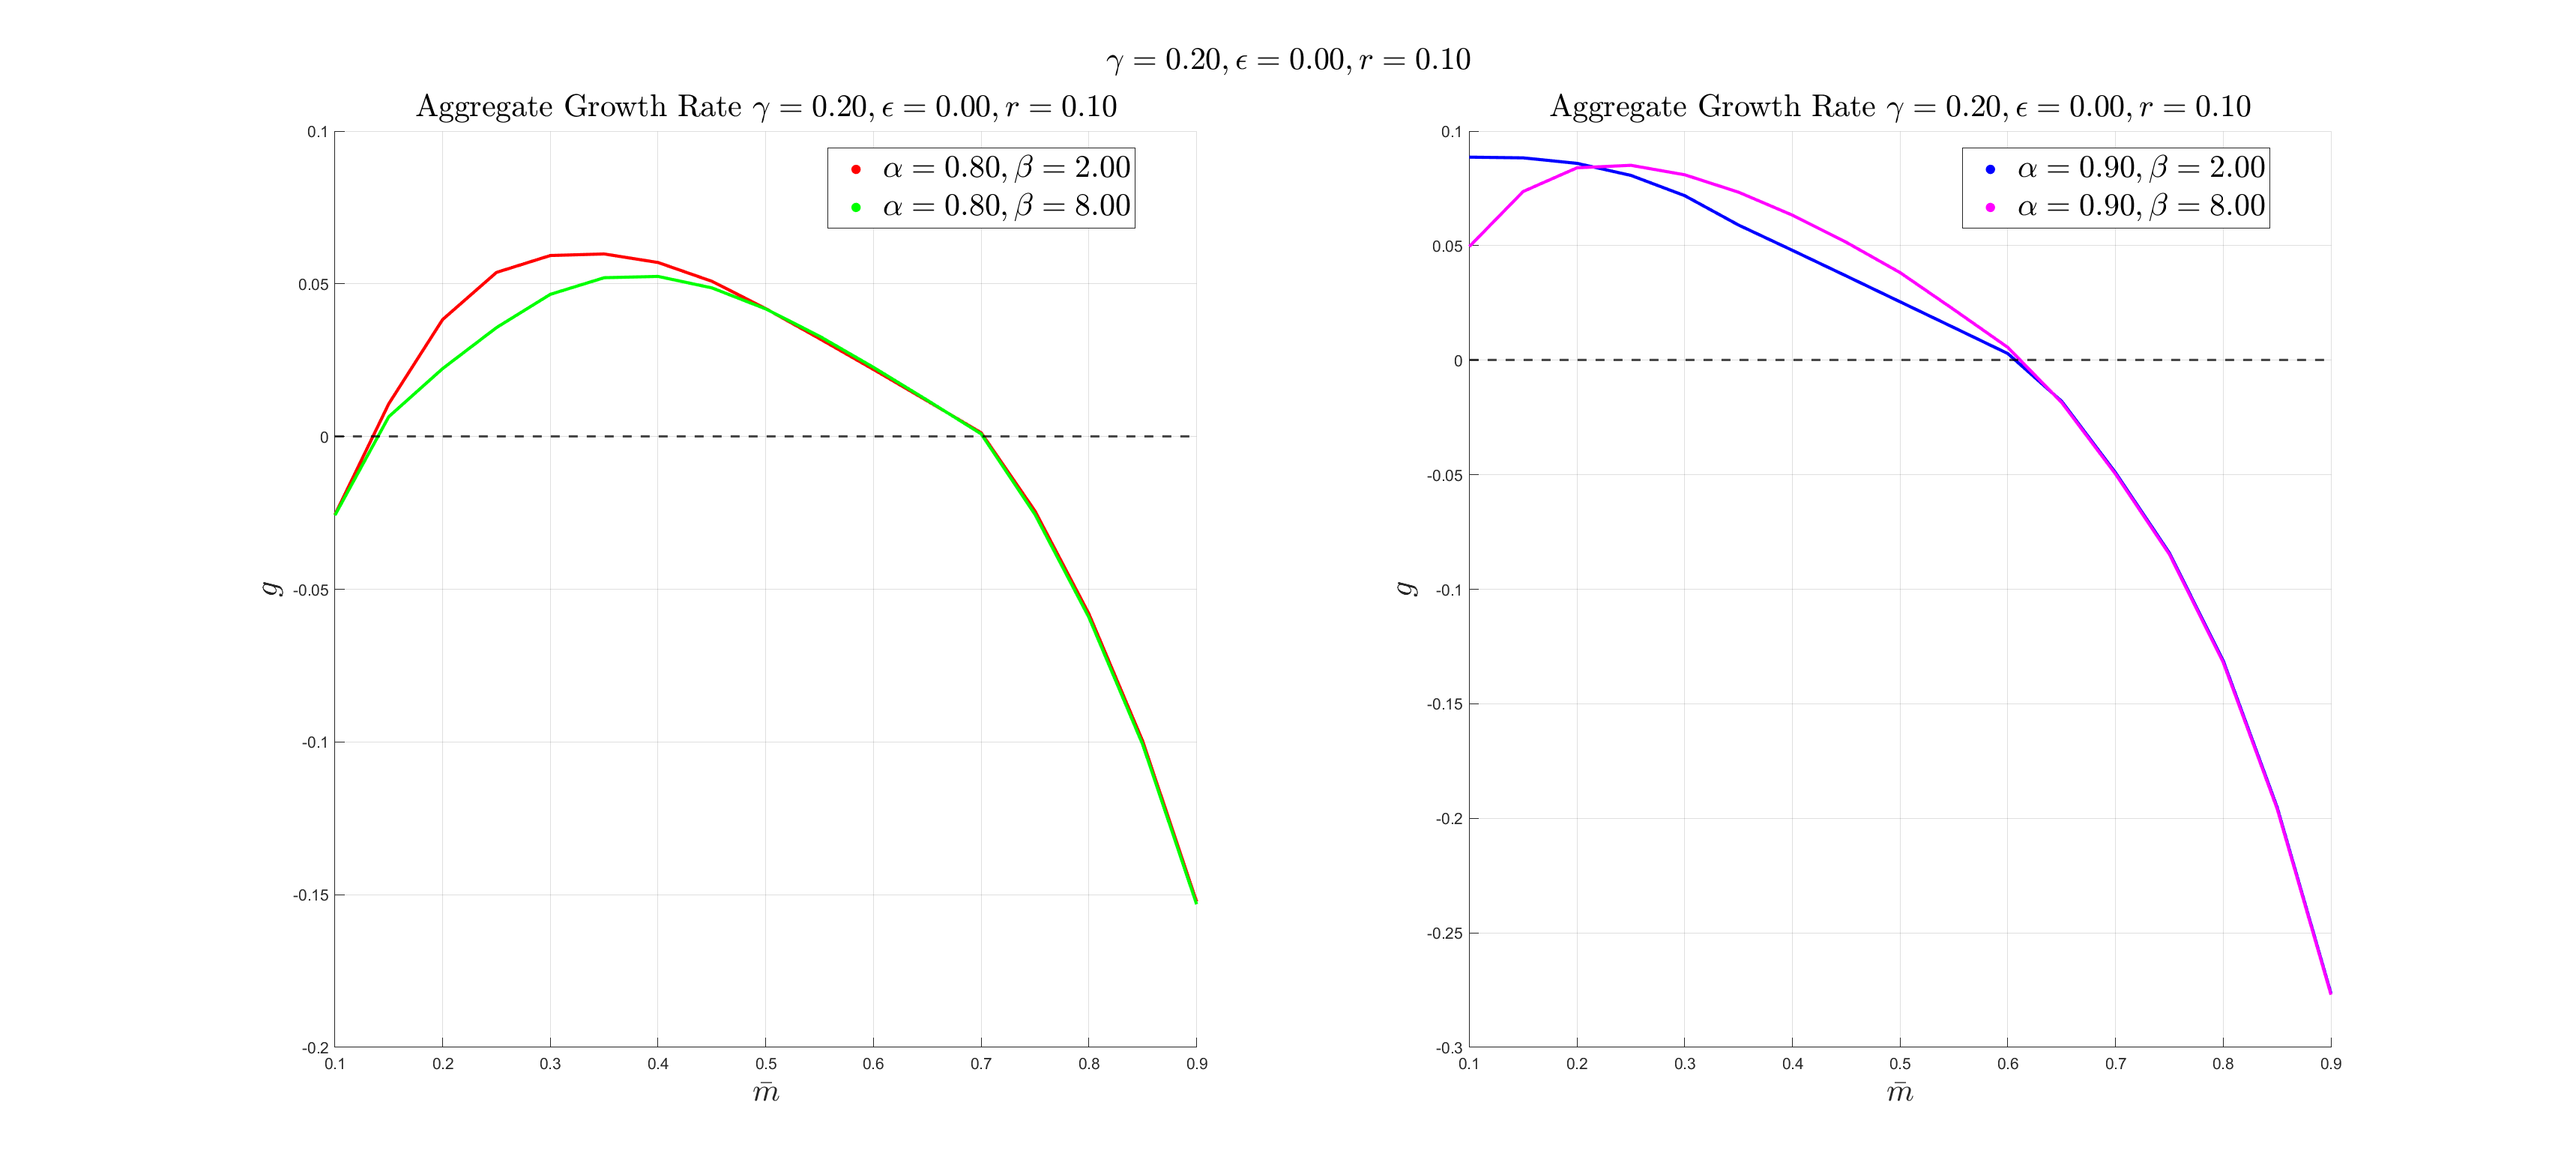 γ = 0.20, ϵ = 0.00, r = 0.10
Aggregate Growth Rate γ = 0.20, ϵ = 0.00, r = 0.10
α = 0.80, β = 2.00
α = 0.80, β = 8.00
0.1
0.05
0
-0.05
-0.1
-0.15
-0.2
g
0.1 0.2 0.3 0.4 0.5 0.6 0.7 0.8 0.9
m̄
Aggregate Growth Rate γ = 0.20, ϵ = 0.00, r = 0.10
α = 0.90, β = 2.00
α = 0.90, β = 8.00
0.1
0.05
0
-0.05
-0.1
-0.15
-0.2
-0.25
-0.3
g
0.1 0.2 0.3 0.4 0.5 0.6 0.7 0.8 0.9
m̄